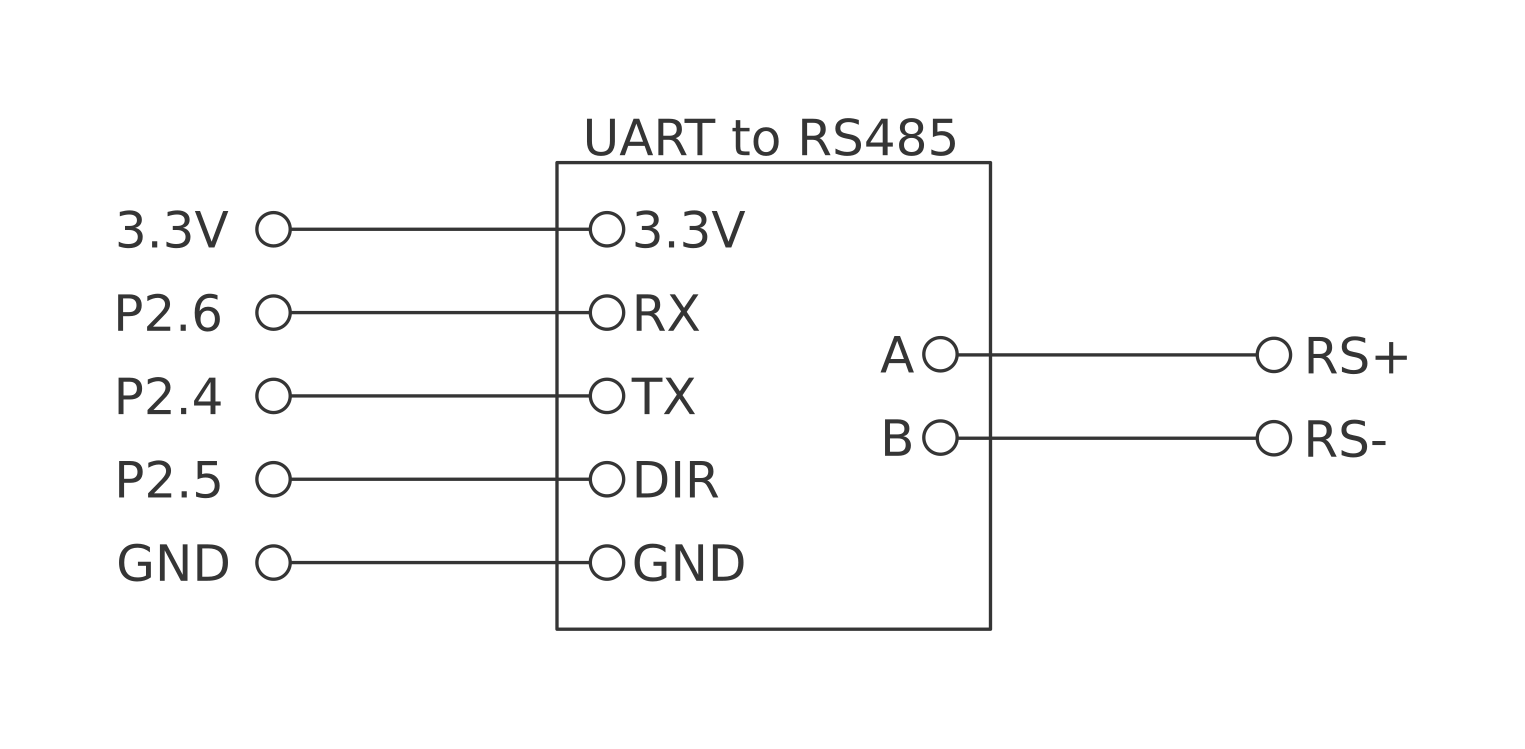 UART to RS485
3.3V 3.3V
P2.6 RX
A RS+
P2.4 TX
B RS-
P2.5 DIR
GND GND